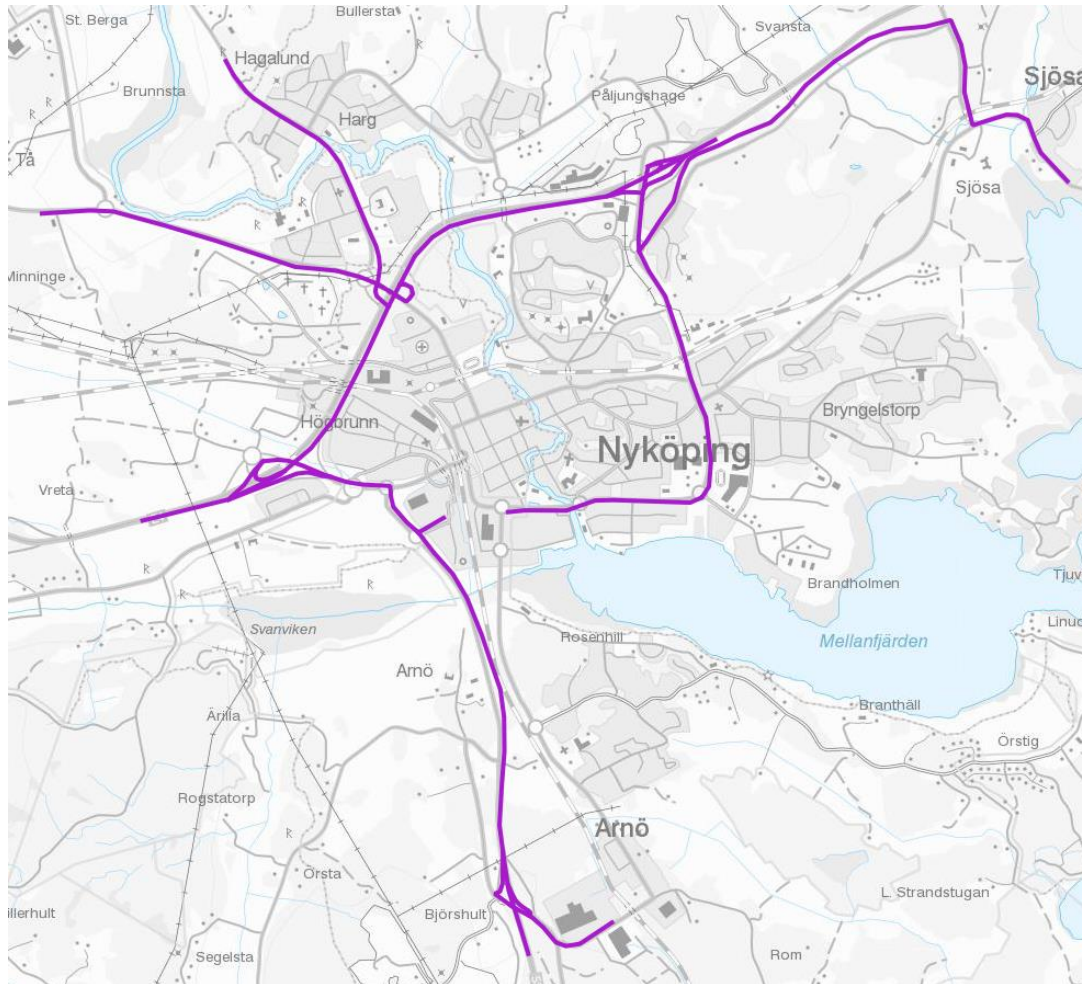 St. Berga
Bullersta
Svansta
Hagalund
Sjösa
Brunnsta
Påljungshage
Harg
Tå
Sjösa
Minninge
Högbrunn
Bryngelstorp
Nyköping
Vreta
Brandholmen
Tjuv
Svanviken
Rosenhill
Mellanfjärden
Linud
Arnö
Branthäll
Ärilla
Örstig
Rogstatorp
Arnö
Örsta
L. Strandstugan
illerhult
Björshult
Segelsta
Rom